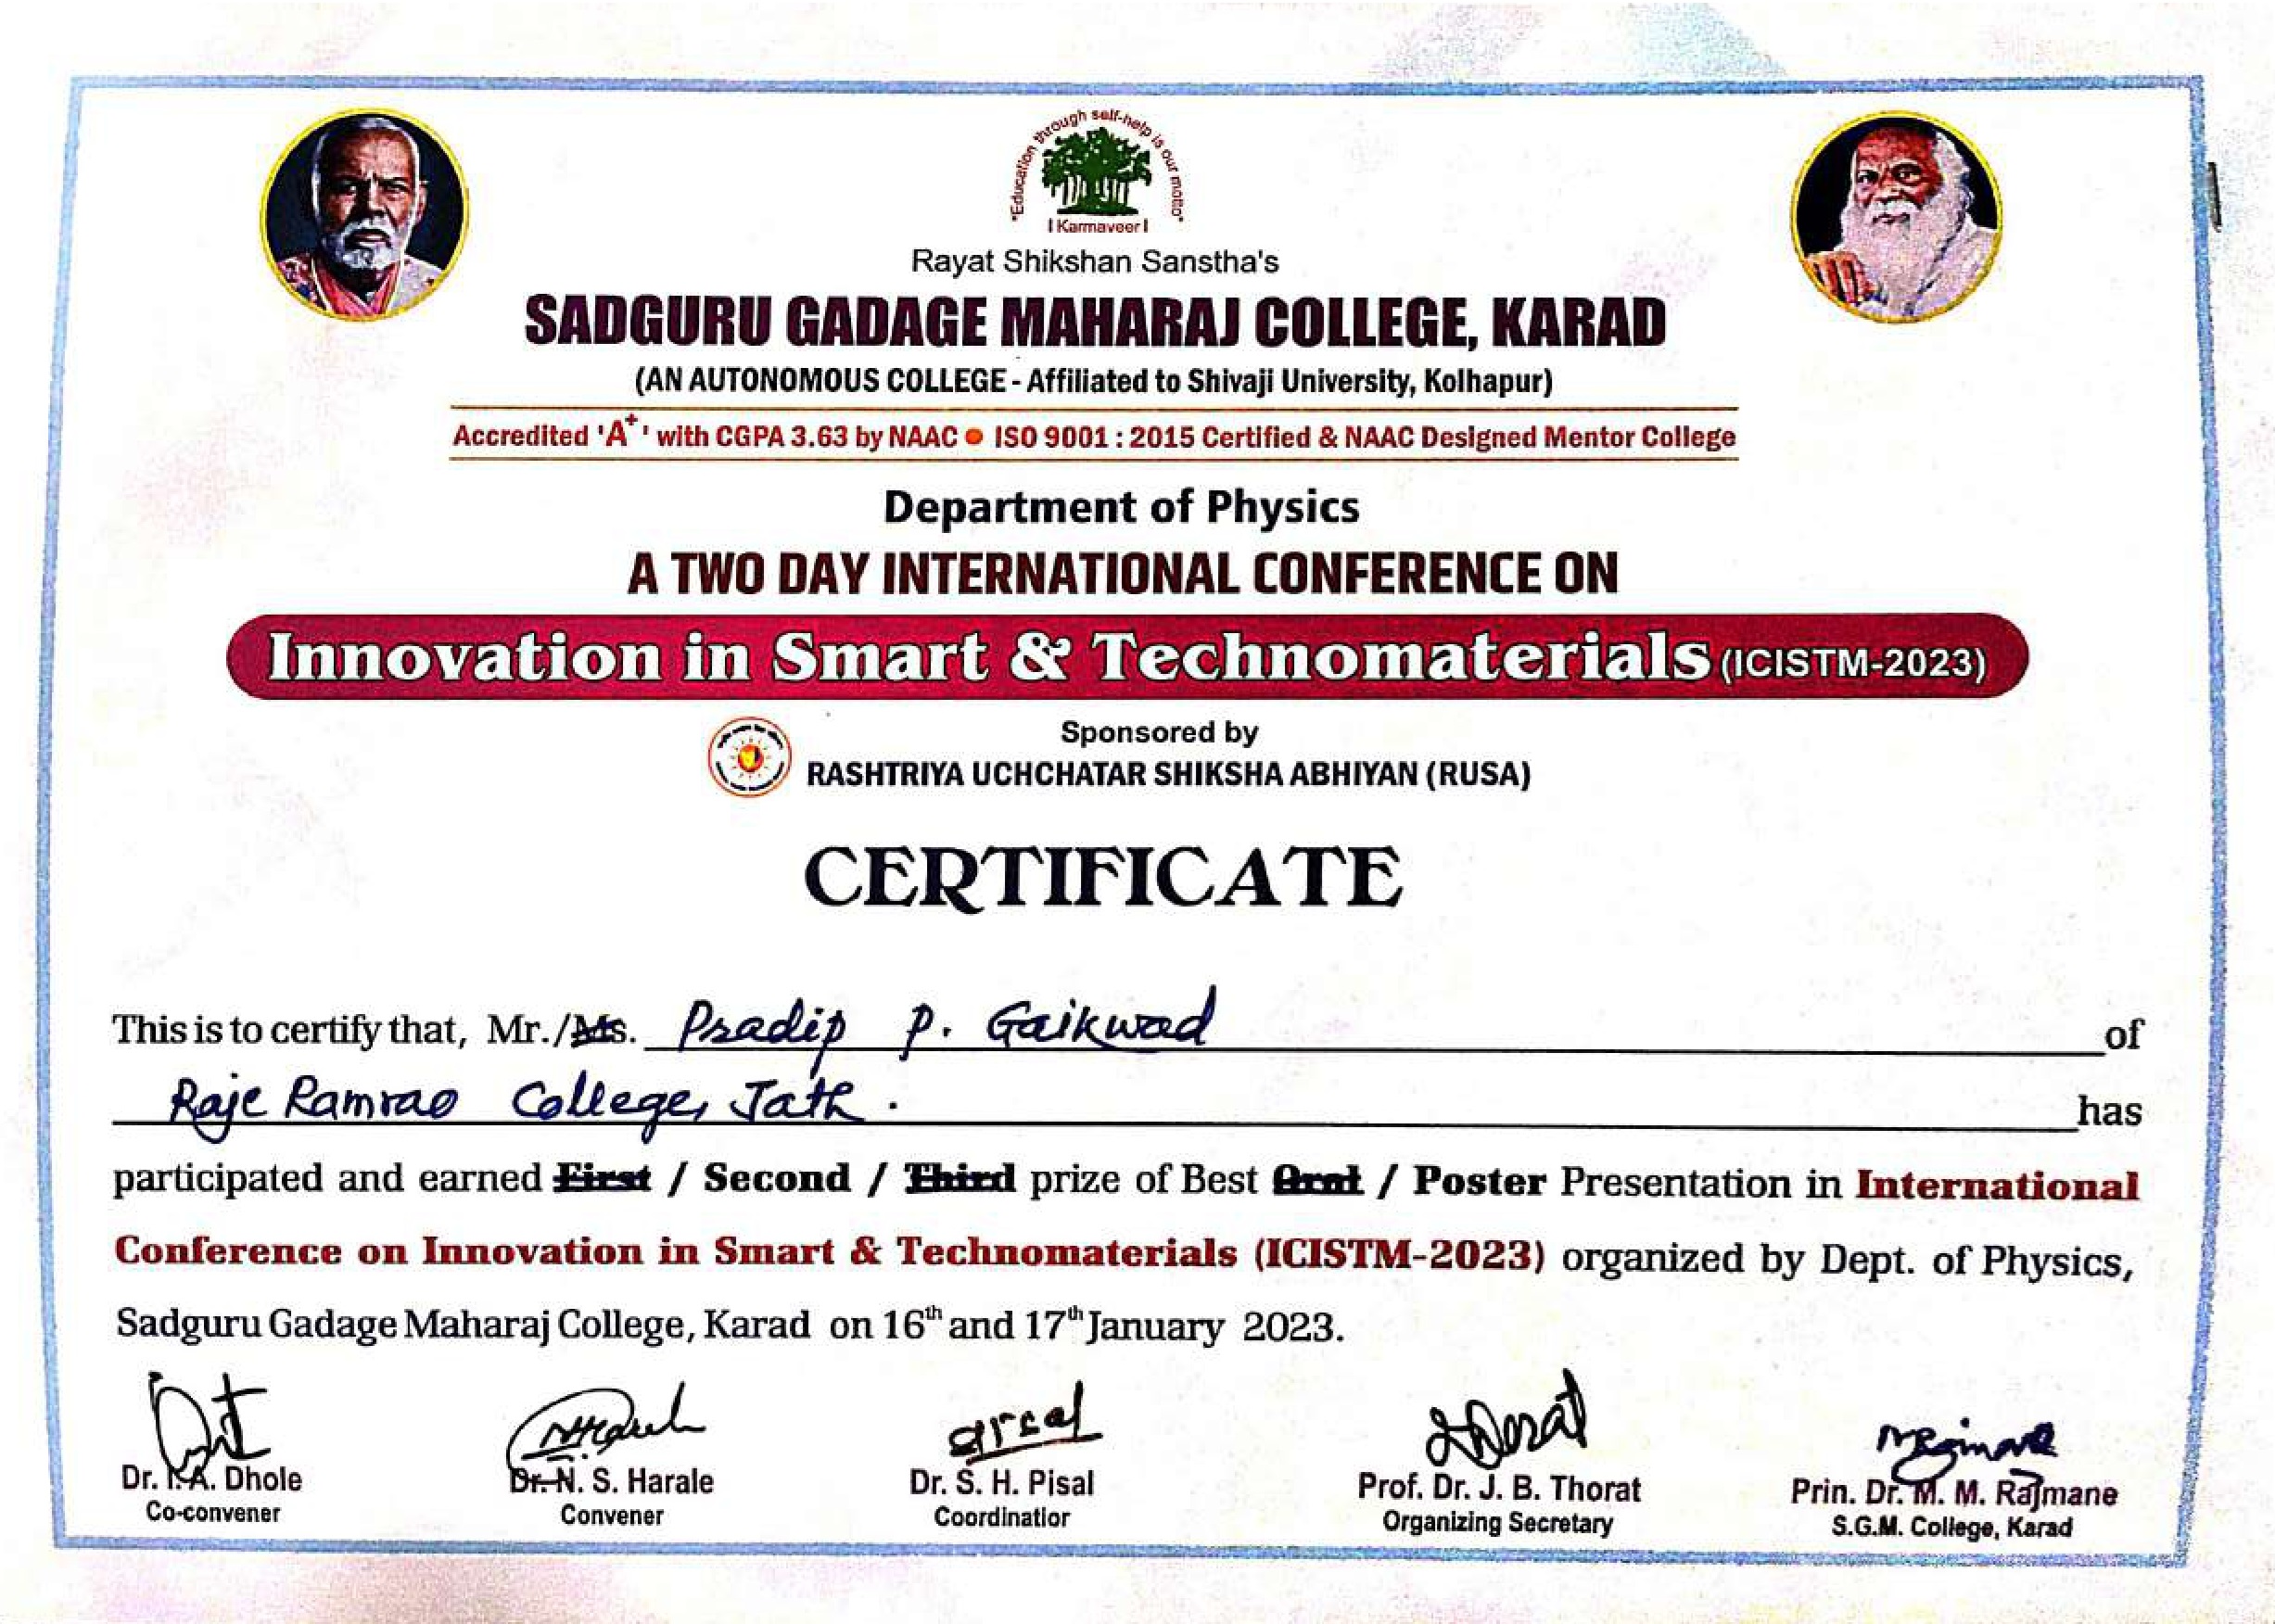 "Education through self-help is our motto"
| Karmaveer |
Rayat Shikshan Sanstha's
SADGURU GADAGE MAHARAJ COLLEGE, KARAD
(AN AUTONOMOUS COLLEGE - Affiliated to Shivaji University, Kolhapur)
Accredited 'A+' with CGPA 3.63 by NAAC ● ISO 9001 : 2015 Certified & NAAC Designed Mentor College
Department of Physics
A TWO DAY INTERNATIONAL CONFERENCE ON
Innovation in Smart & Technomaterials (ICISTM-2023)
Sponsored by
RASHTRIYA UCHCHATAR SHIKSHA ABHIYAN (RUSA)
CERTIFICATE
This is to certify that, Mr./Ms. Pradip P. Gaikwad of
Raje Ramrao College, Jath. has
participated and earned First / Second / Third prize of Best Oral / Poster Presentation in International
Conference on Innovation in Smart & Technomaterials (ICISTM-2023) organized by Dept. of Physics,
Sadguru Gadage Maharaj College, Karad on 16th and 17th January 2023.
Dr. A. Dhole
Co-convener
Dr. N. S. Harale
Convener
Dr. S. H. Pisal
Coordinatior
Prof. Dr. J. B. Thorat
Organizing Secretary
Prin. Dr. M. M. Rajmane
S.G.M. College, Karad